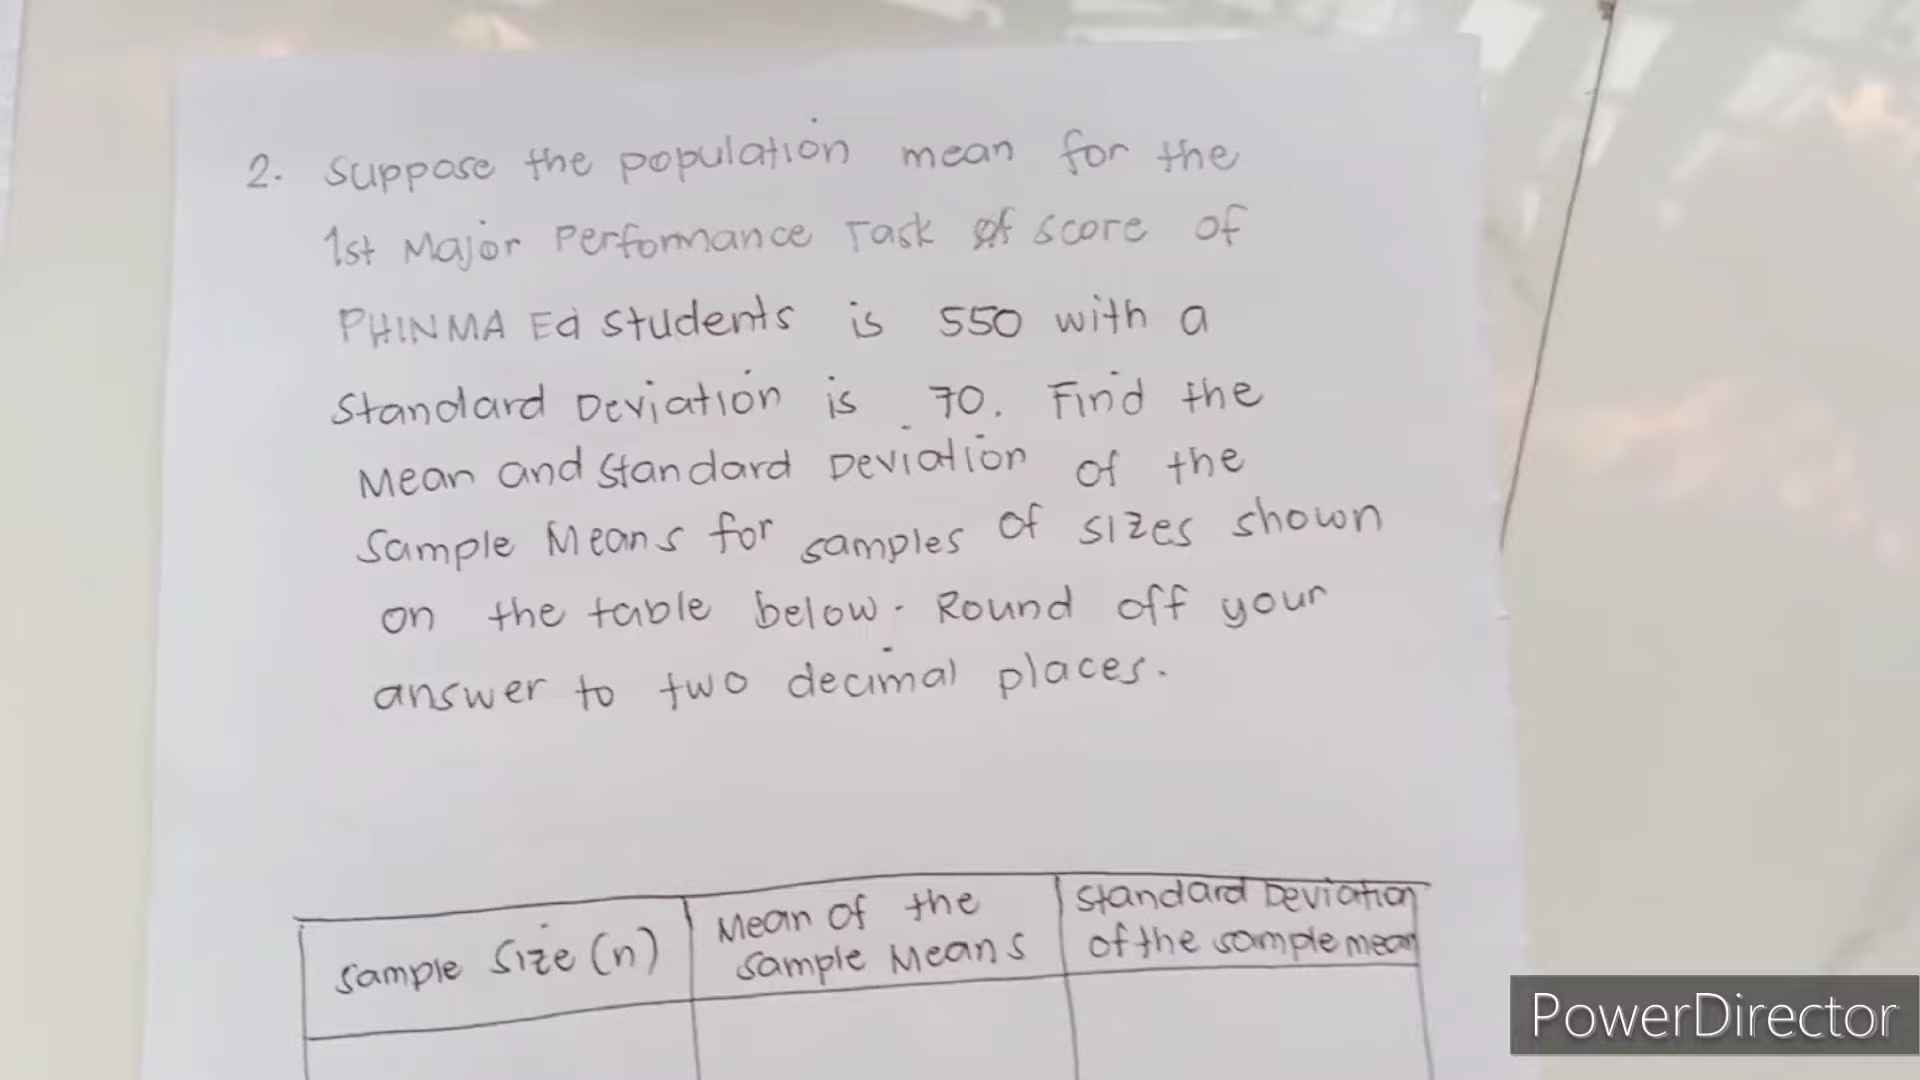 2. Suppose the population mean for the
1st Major Performance Task of score of
PHINMA Ed students is 550 with a
Standard Deviation is 70. Find the
Mean and Standard Deviation of the
Sample Means for samples of sizes shown
on the table below. Round off your
answer to two decimal places.
Sample Size (n)
Mean of the
Sample Means
Standard Deviation
of the sample mean
PowerDirector